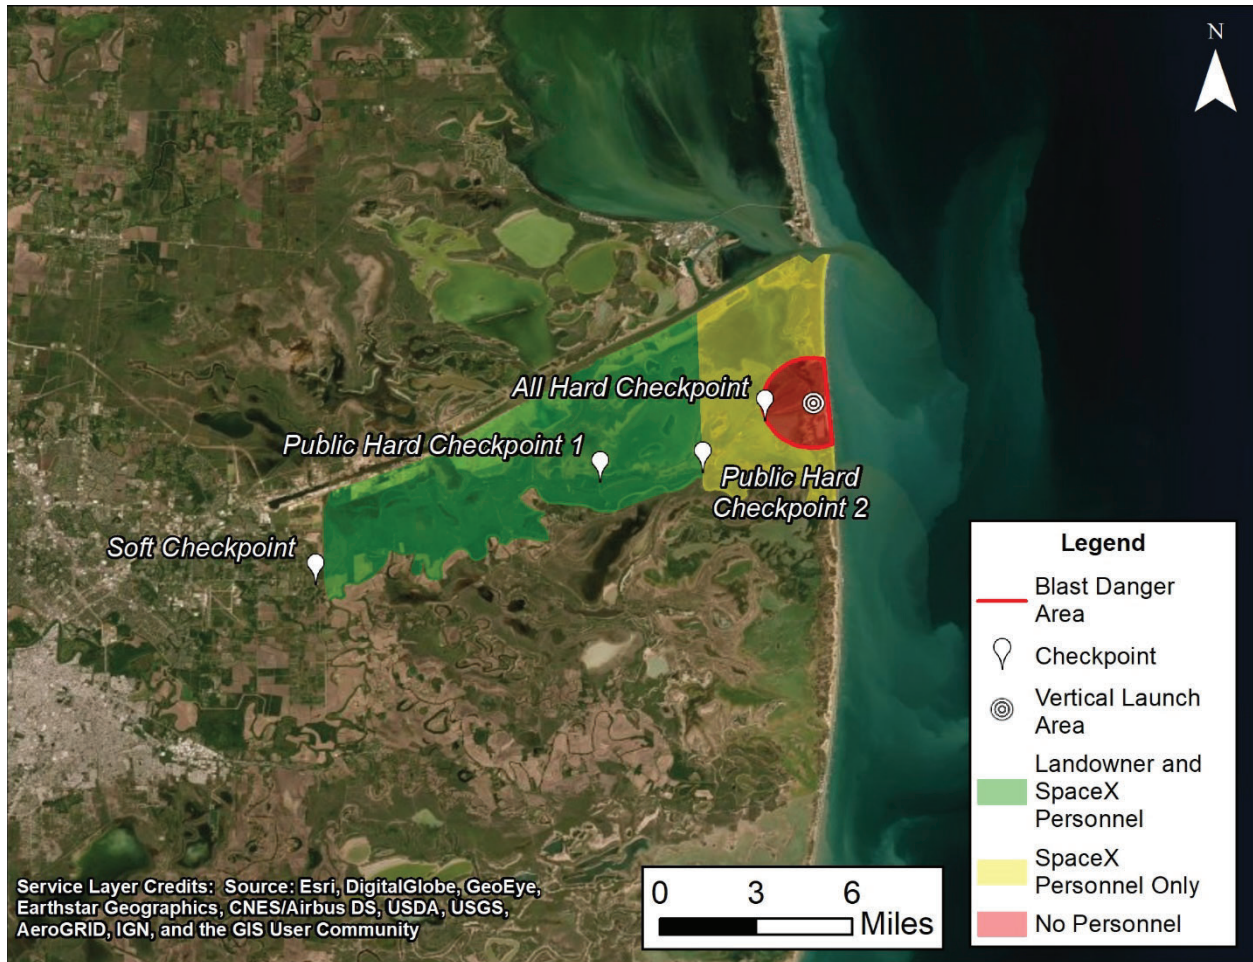 N
All Hard Checkpoint
Public Hard Checkpoint 1
Public Hard
Checkpoint 2
Soft Checkpoint
Legend
Blast Danger
Area
Checkpoint
Vertical Launch
Area
Landowner and
SpaceX
Personnel
SpaceX
Personnel Only
No Personnel
0 3 6
Miles
Service Layer Credits: Source: Esri, DigitalGlobe, GeoEye,
Earthstar Geographics, CNES/Airbus DS, USDA, USGS,
AeroGRID, IGN, and the GIS User Community